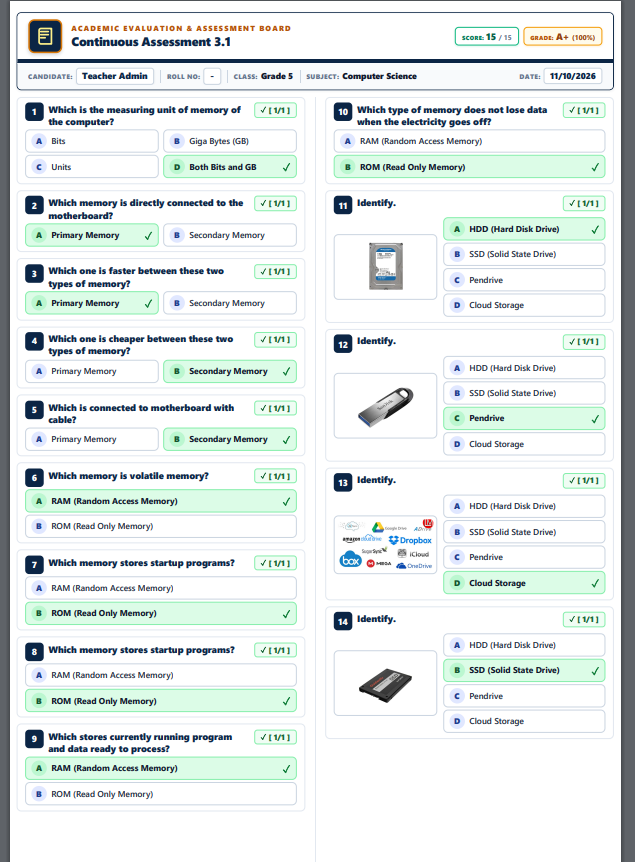 ACADEMIC EVALUATION & ASSESSMENT BOARD
Continuous Assessment 3.1
SCORE: 15 / 15
GRADE: A+ (100%)
CANDIDATE: Teacher Admin
ROLL NO: -
CLASS: Grade 5
SUBJECT: Computer Science
DATE: 11/10/2026
1 Which is the measuring unit of memory of
the computer?
✓ [ 1/1 ]
A Bits
B Giga Bytes (GB)
C Units
D Both Bits and GB ✓
2 Which memory is directly connected to the
motherboard?
✓ [ 1/1 ]
A Primary Memory ✓
B Secondary Memory
3 Which one is faster between these two
types of memory?
✓ [ 1/1 ]
A Primary Memory ✓
B Secondary Memory
4 Which one is cheaper between these two
types of memory?
✓ [ 1/1 ]
A Primary Memory
B Secondary Memory ✓
5 Which is connected to motherboard with
cable?
✓ [ 1/1 ]
A Primary Memory
B Secondary Memory ✓
6 Which memory is volatile memory?
✓ [ 1/1 ]
A RAM (Random Access Memory) ✓
B ROM (Read Only Memory)
7 Which memory stores startup programs?
✓ [ 1/1 ]
A RAM (Random Access Memory)
B ROM (Read Only Memory) ✓
8 Which memory stores startup programs?
✓ [ 1/1 ]
A RAM (Random Access Memory)
B ROM (Read Only Memory) ✓
9 Which stores currently running program
and data ready to process?
✓ [ 1/1 ]
A RAM (Random Access Memory) ✓
B ROM (Read Only Memory)
10 Which type of memory does not lose data
when the electricity goes off?
✓ [ 1/1 ]
A RAM (Random Access Memory)
B ROM (Read Only Memory) ✓
11 Identify.
✓ [ 1/1 ]
A HDD (Hard Disk Drive) ✓
B SSD (Solid State Drive)
C Pendrive
D Cloud Storage
12 Identify.
✓ [ 1/1 ]
SanDisk
A HDD (Hard Disk Drive)
B SSD (Solid State Drive)
C Pendrive ✓
D Cloud Storage
13 Identify.
✓ [ 1/1 ]
Google Drive
amazon cloud drive
Dropbox
SugarSync
iCloud
box
MEGA
OneDrive
A HDD (Hard Disk Drive)
B SSD (Solid State Drive)
C Pendrive
D Cloud Storage ✓
14 Identify.
✓ [ 1/1 ]
A HDD (Hard Disk Drive)
B SSD (Solid State Drive) ✓
C Pendrive
D Cloud Storage